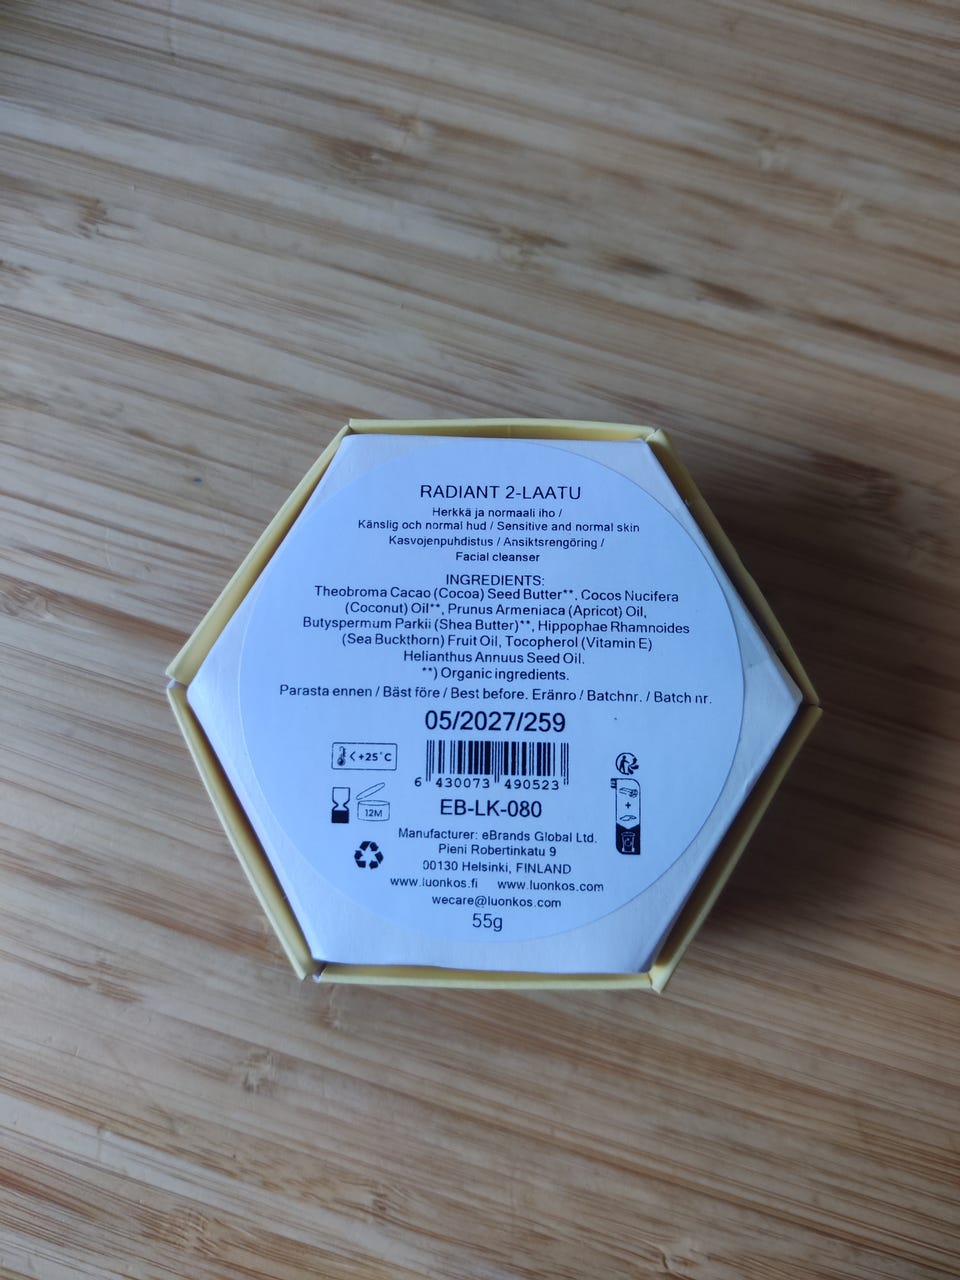 RADIANT 2-LAATU
Herkkä ja normaali iho /
Känslig och normal hud / Sensitive and normal skin
Kasvojenpuhdistus / Ansiktsrengöring /
Facial cleanser
INGREDIENTS:
Theobroma Cacao (Cocoa) Seed Butter**, Cocos Nucifera
(Coconut) Oil**, Prunus Armeniaca (Apricot) Oil,
Butyspermum Parkii (Shea Butter)**, Hippophae Rhamnoides
(Sea Buckthorn) Fruit Oil, Tocopherol (Vitamin E)
Helianthus Annuus Seed Oil.
**) Organic ingredients.
Parasta ennen / Bäst före / Best before. Eränro / Batchnr. / Batch nr.
05/2027/259
< +25°C
6 430073 490523
12M
+
EB-LK-080
Manufacturer: eBrands Global Ltd.
Pieni Robertinkatu 9
00130 Helsinki, FINLAND
www.luonkos.fi www.luonkos.com
wecare@luonkos.com
55g